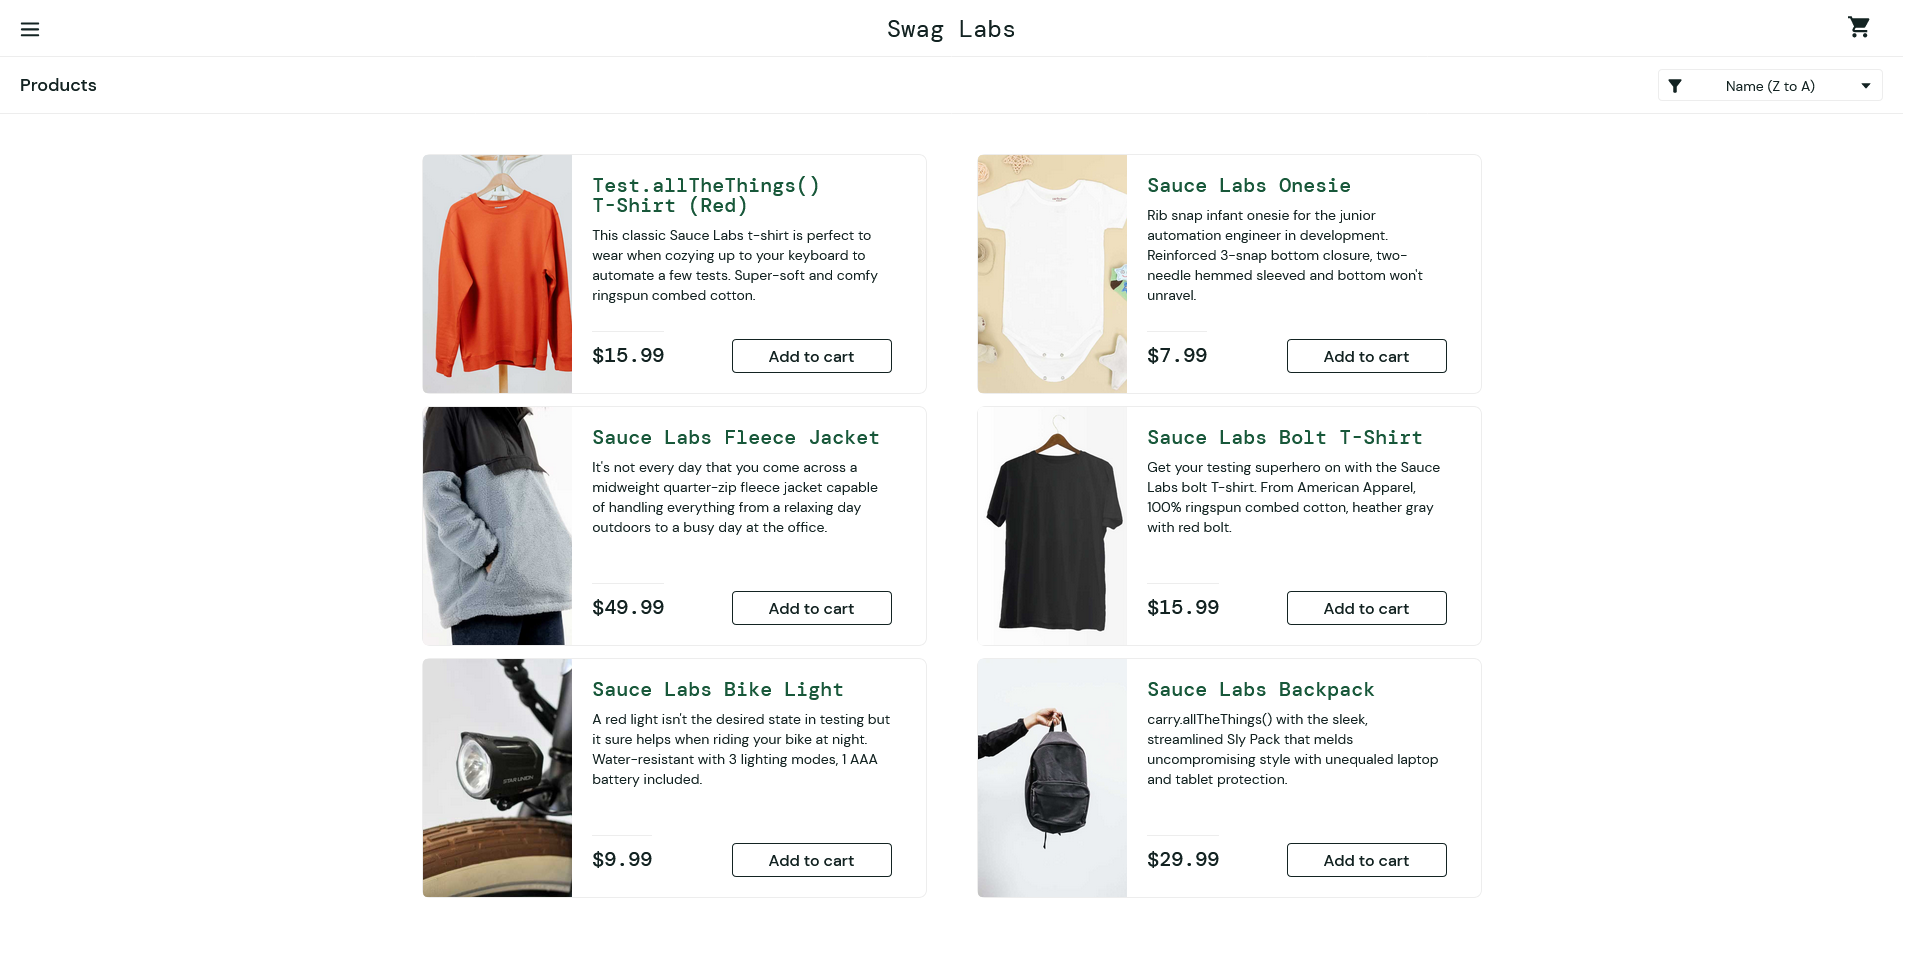 Swag Labs
Products
Name (Z to A)
Test.allTheThings()
T-Shirt (Red)
This classic Sauce Labs t-shirt is perfect to
wear when cozying up to your keyboard to
automate a few tests. Super-soft and comfy
ringspun combed cotton.
$15.99
Add to cart
Sauce Labs Onesie
Rib snap infant onesie for the junior
automation engineer in development.
Reinforced 3-snap bottom closure, two-
needle hemmed sleeved and bottom won't
unravel.
$7.99
Add to cart
Sauce Labs Fleece Jacket
It's not every day that you come across a
midweight quarter-zip fleece jacket capable
of handling everything from a relaxing day
outdoors to a busy day at the office.
$49.99
Add to cart
Sauce Labs Bolt T-Shirt
Get your testing superhero on with the Sauce
Labs bolt T-shirt. From American Apparel,
100% ringspun combed cotton, heather gray
with red bolt.
$15.99
Add to cart
STAR UNION
Sauce Labs Bike Light
A red light isn't the desired state in testing but
it sure helps when riding your bike at night.
Water-resistant with 3 lighting modes, 1 AAA
battery included.
$9.99
Add to cart
Sauce Labs Backpack
carry.allTheThings() with the sleek,
streamlined Sly Pack that melds
uncompromising style with unequaled laptop
and tablet protection.
$29.99
Add to cart